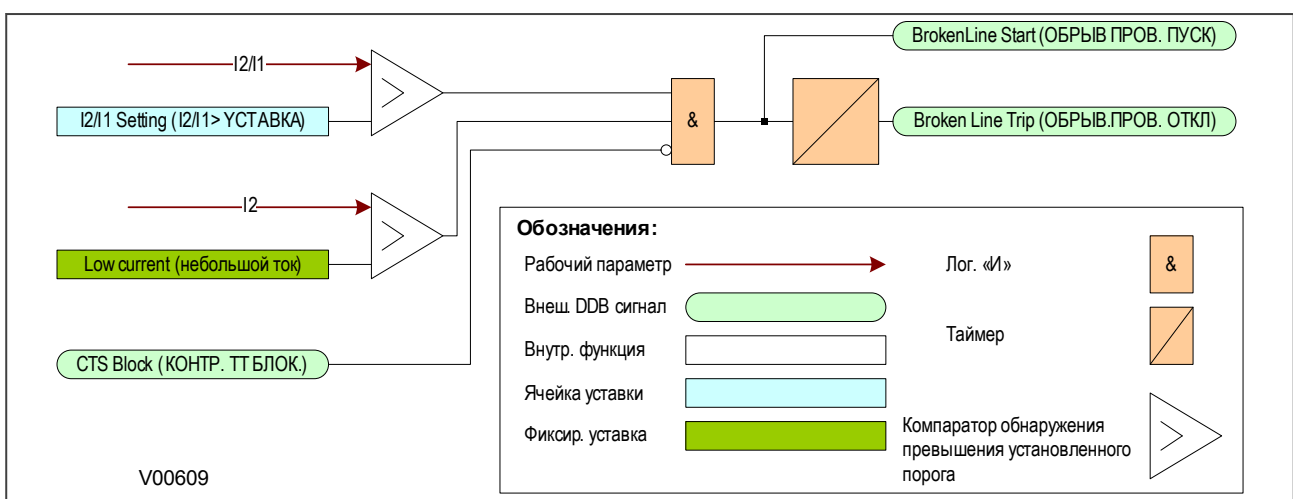 BrokenLine Start (ОБРЫВ ПРОВ. ПУСК)
I2/I1
I2/I1 Setting (I2/I1> УСТАВКА)
&
Broken Line Trip (ОБРЫВ.ПРОВ. ОТКЛ)
I2
Low current (небольшой ток)
CTS Block (КОНТР. ТТ БЛОК.)
Обозначения:
Рабочий параметр
Лог. «И»
&
Внеш. DDB сигнал
Таймер
Внутр. функция
Ячейка уставки
Фиксир. уставка
Компаратор обнаружения
превышения установленного
порога
V00609